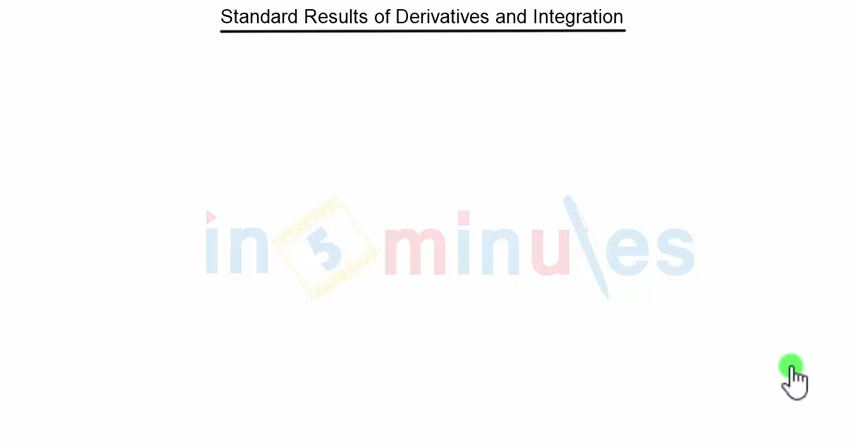 Standard Results of Derivatives and Integration
in 5 minutes